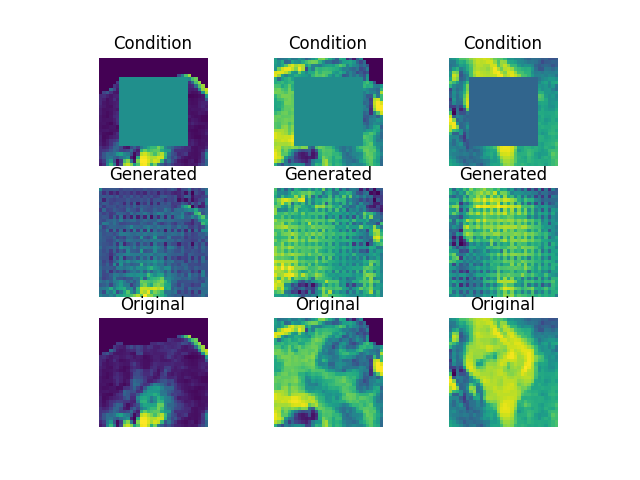 Condition Condition Condition
Generated Generated Generated
Original Original Original